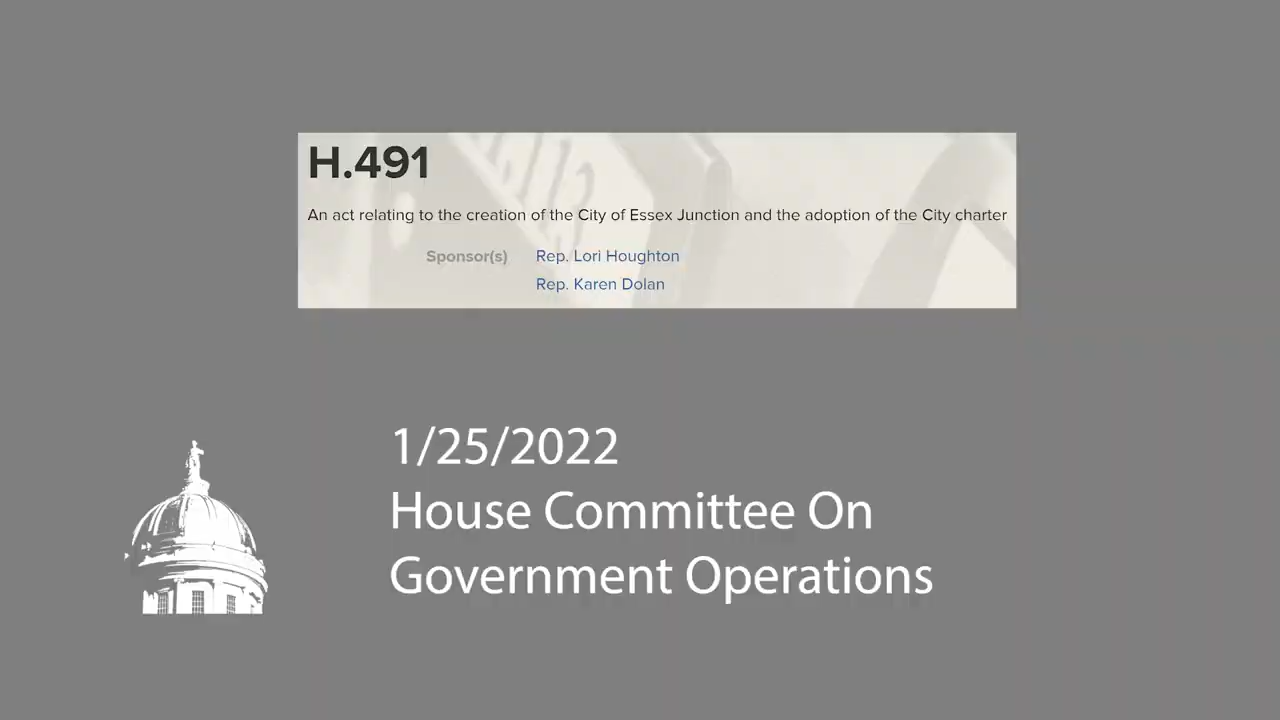 H.491
An act relating to the creation of the City of Essex Junction and the adoption of the City charter
Sponsor(s) Rep. Lori Houghton
Rep. Karen Dolan
1/25/2022
House Committee On
Government Operations